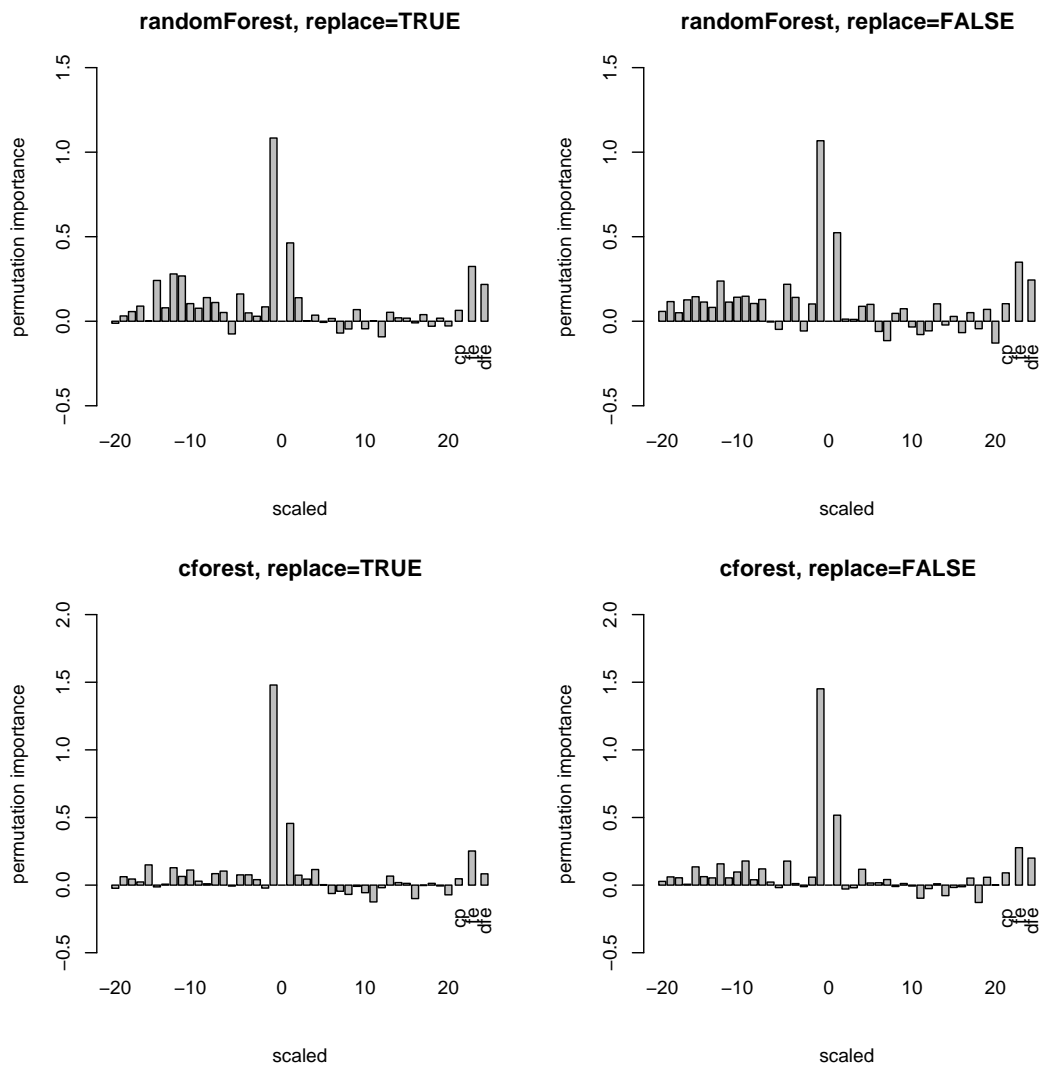 randomForest, replace=TRUE
permutation importance
1.5
1.0
0.5
0.0
−0.5
cp
fe
dfe
−20 −10 0 10 20
scaled
randomForest, replace=FALSE
permutation importance
1.5
1.0
0.5
0.0
−0.5
cp
fe
dfe
−20 −10 0 10 20
scaled
cforest, replace=TRUE
permutation importance
2.0
1.5
1.0
0.5
0.0
−0.5
cp
fe
dfe
−20 −10 0 10 20
scaled
cforest, replace=FALSE
permutation importance
2.0
1.5
1.0
0.5
0.0
−0.5
cp
fe
dfe
−20 −10 0 10 20
scaled